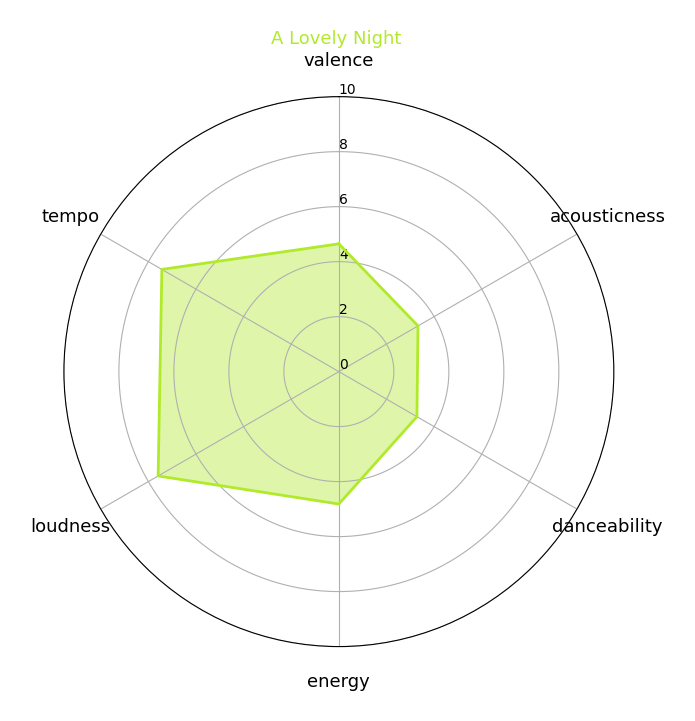 A Lovely Night
valence
10
8
6
4
2
0
tempo
acousticness
loudness
danceability
energy